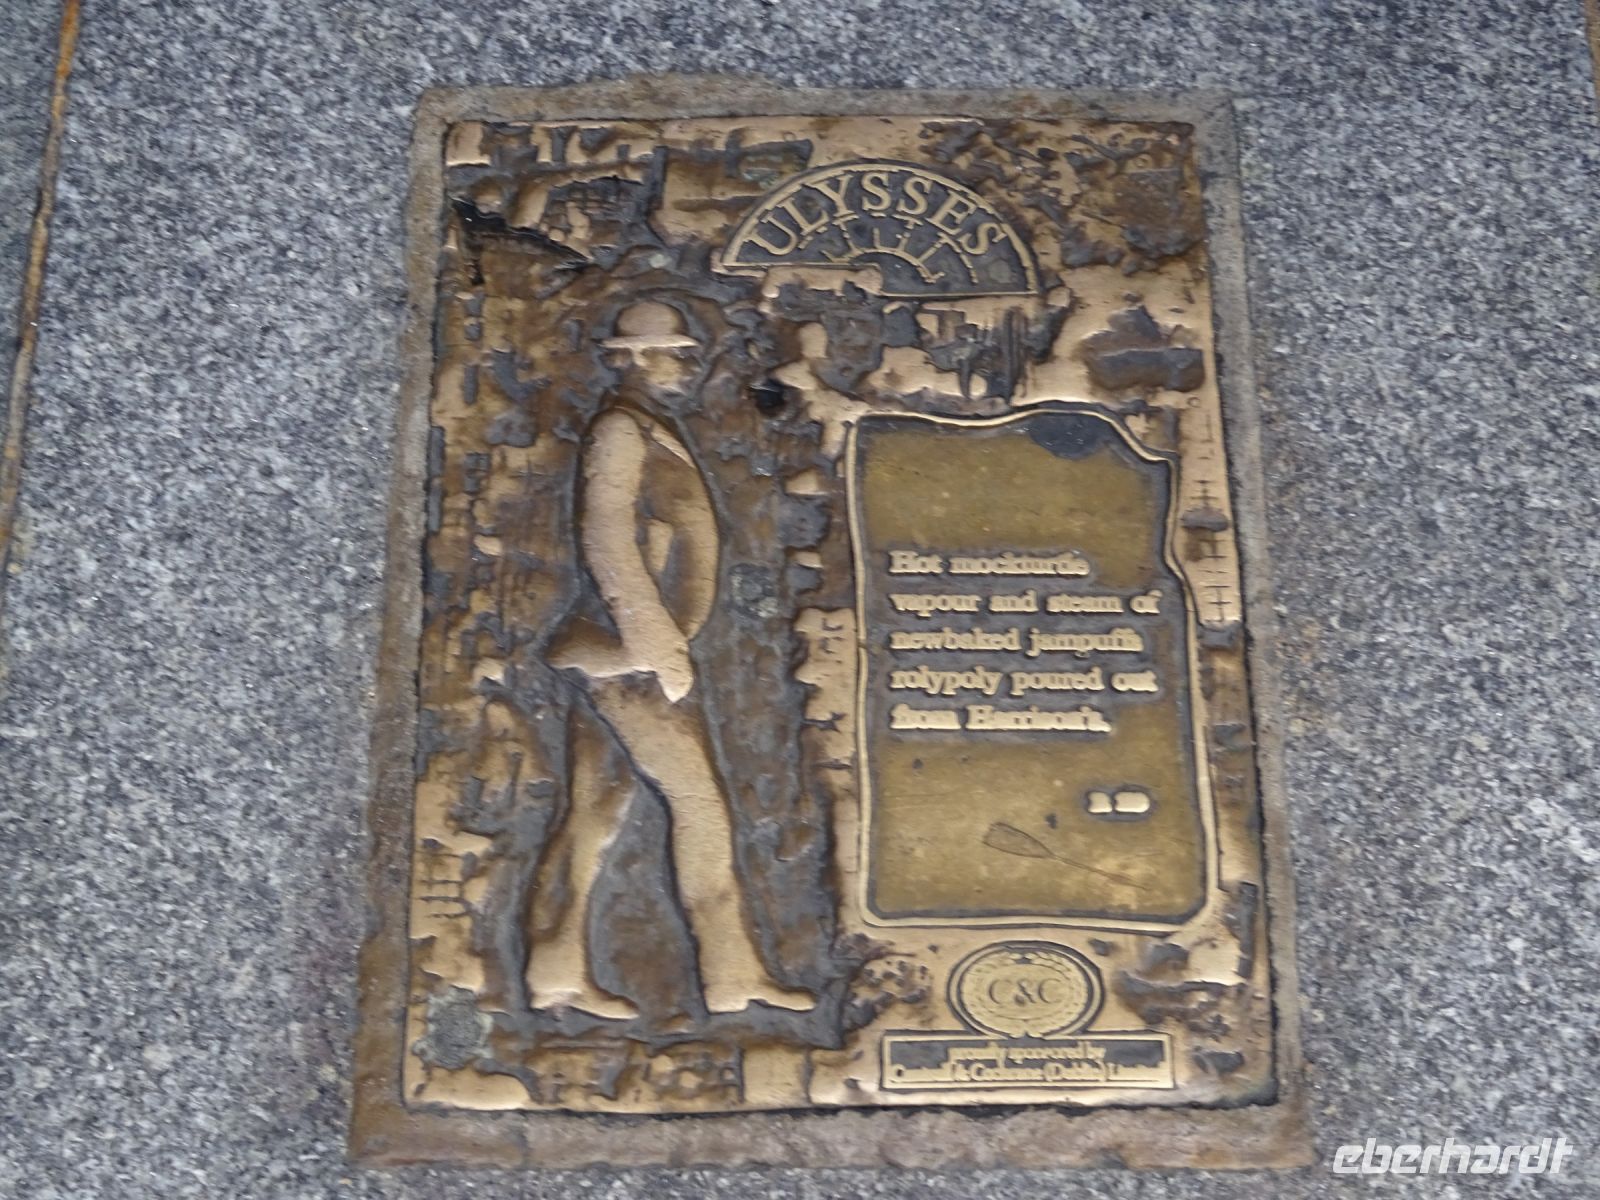 ULYSSES
Hot mockturtle
vapour and steam of
newbaked jampuffs
rolypoly poured out
from Harrison's.
C&C
proudly sponsored by
Cantrell & Cochrane (Dublin) Limited
eberhardt